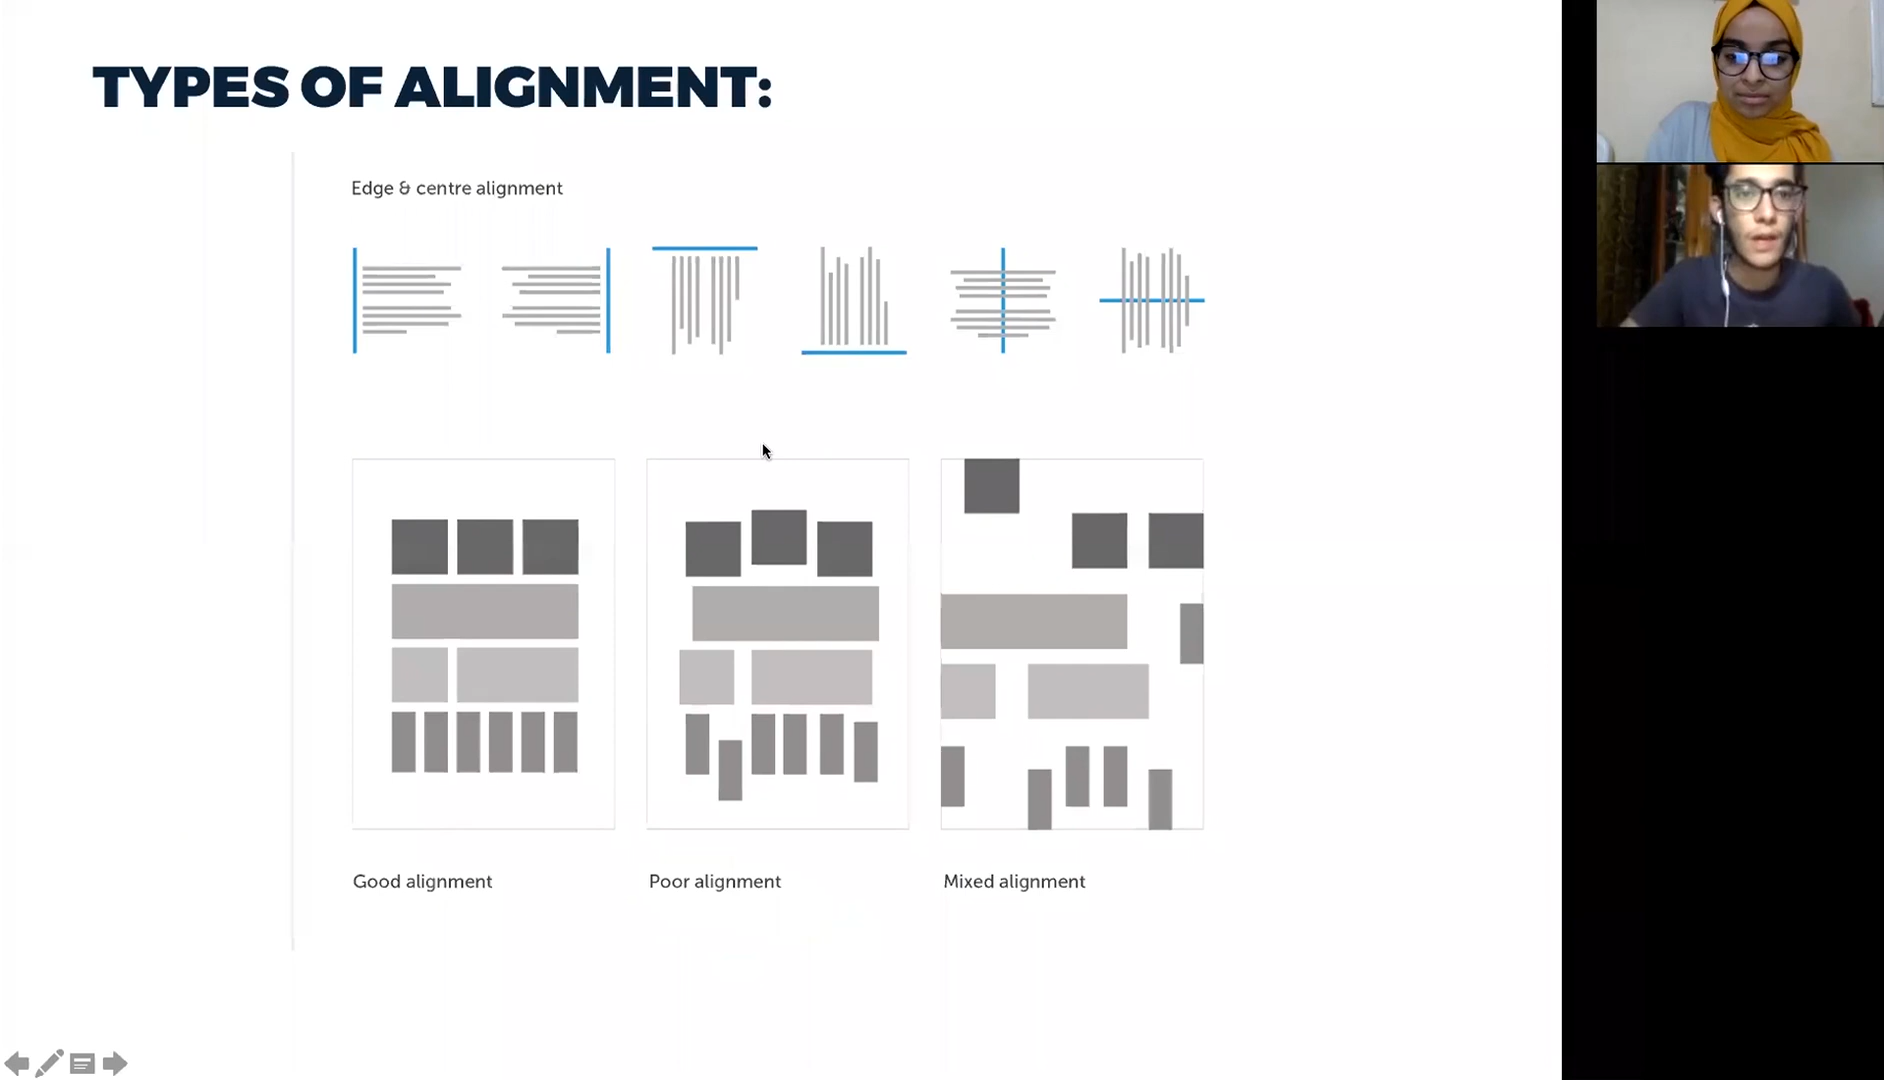 TYPES OF ALIGNMENT:
Edge & centre alignment
Good alignment
Poor alignment
Mixed alignment